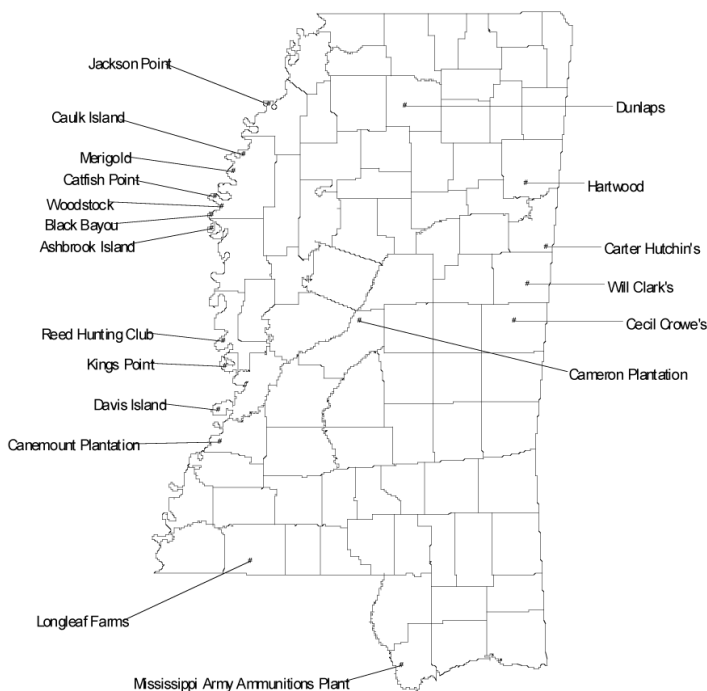 Jackson Point
Dunlaps
Caulk Island
Merigold
Catfish Point
Hartwood
Woodstock
Black Bayou
Ashbrook Island
Carter Hutchin's
Will Clark's
Cecil Crowe's
Reed Hunting Club
Kings Point
Cameron Plantation
Davis Island
Canemount Plantation
Longleaf Farms
Mississippi Army Ammunitions Plant